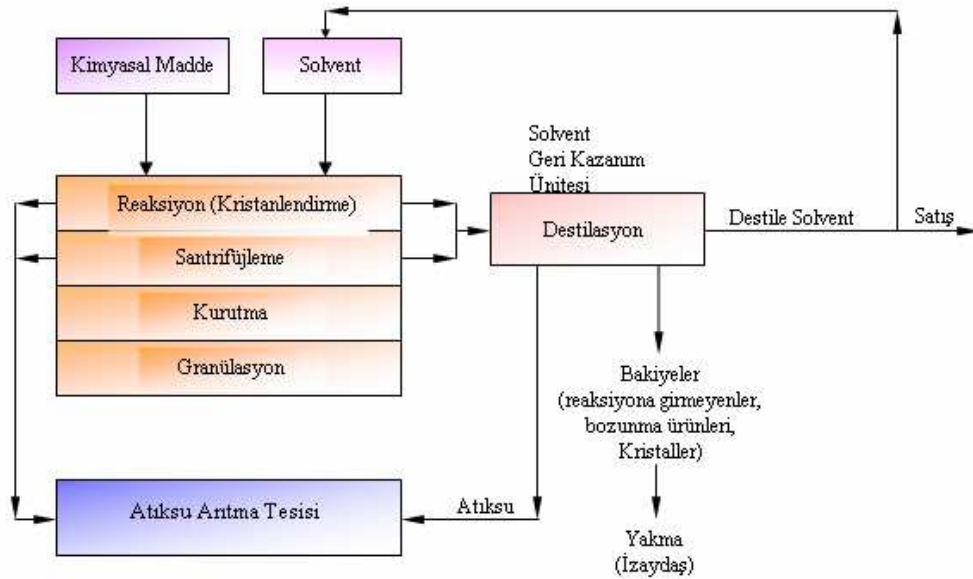 Kimyasal Madde
Solvent
Solvent
Geri Kazanım
Ünitesi
Reaksiyon (Kristanlendirme)
Destilasyon
Destile Solvent
Satış
Santrifüjleme
Kurutma
Granülasyon
Bakiyeler
(reaksiyona girmeyenler,
bozunma ürünleri,
Kristaller)
Atıksu Arıtma Tesisi
Atıksu
Yakma
(İzaydaş)